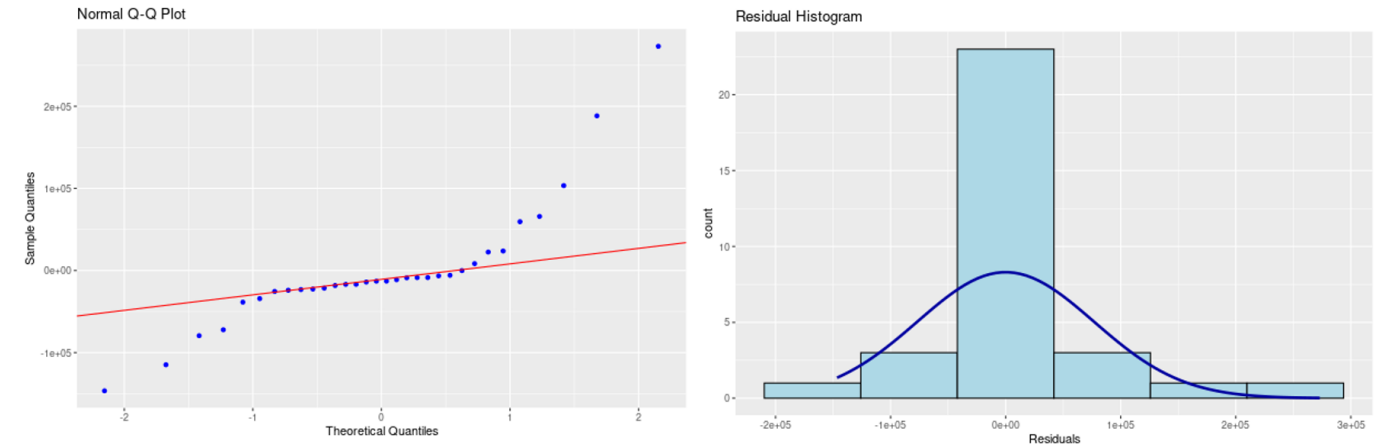 Normal Q-Q Plot
Sample Quantiles
2e+05
1e+05
0e+00
-1e+05
-2
-1
0
1
2
Theoretical Quantiles
Residual Histogram
count
20
15
10
5
0
-2e+05
-1e+05
0e+00
1e+05
2e+05
3e+05
Residuals